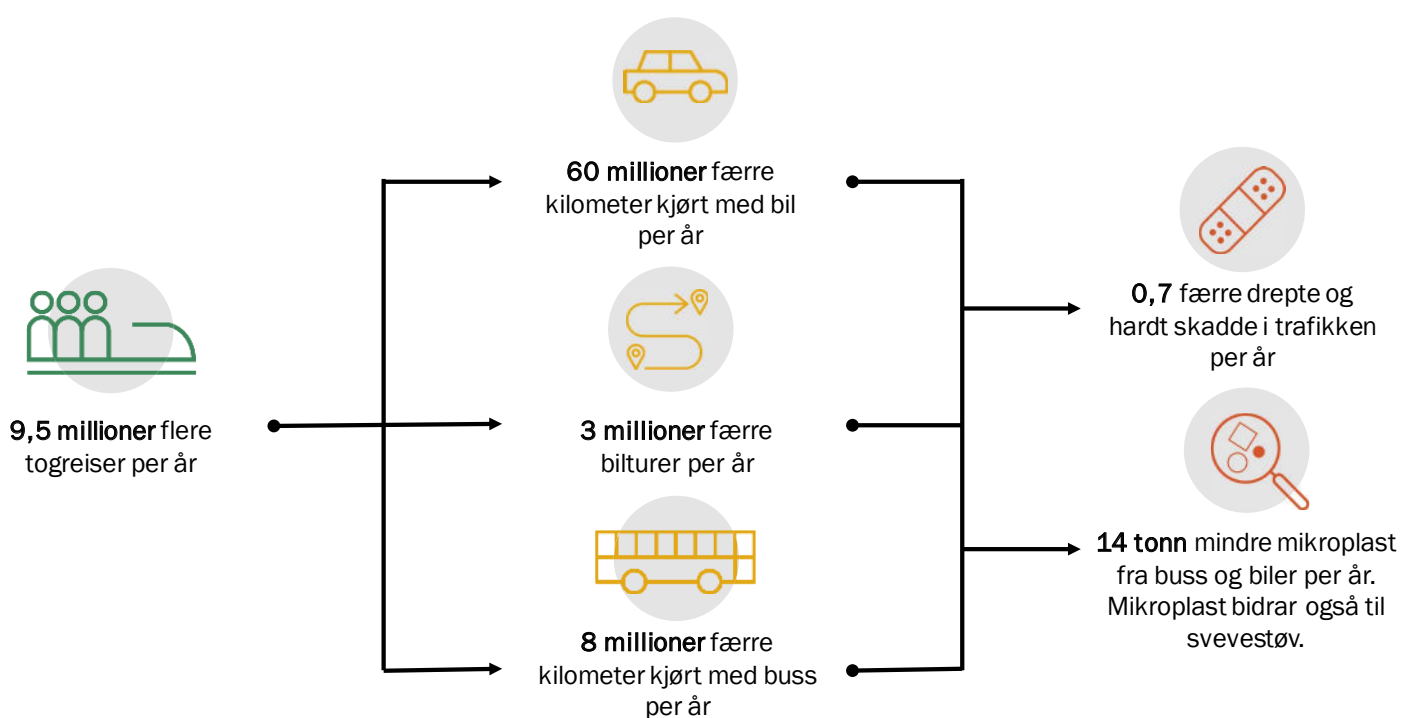 9,5 millioner flere
togreiser per år
60 millioner færre
kilometer kjørt med bil
per år
3 millioner færre
bilturer per år
8 millioner færre
kilometer kjørt med buss
per år
0,7 færre drepte og
hardt skadde i trafikken
per år
14 tonn mindre mikroplast
fra buss og biler per år.
Mikroplast bidrar også til
svevestøv.